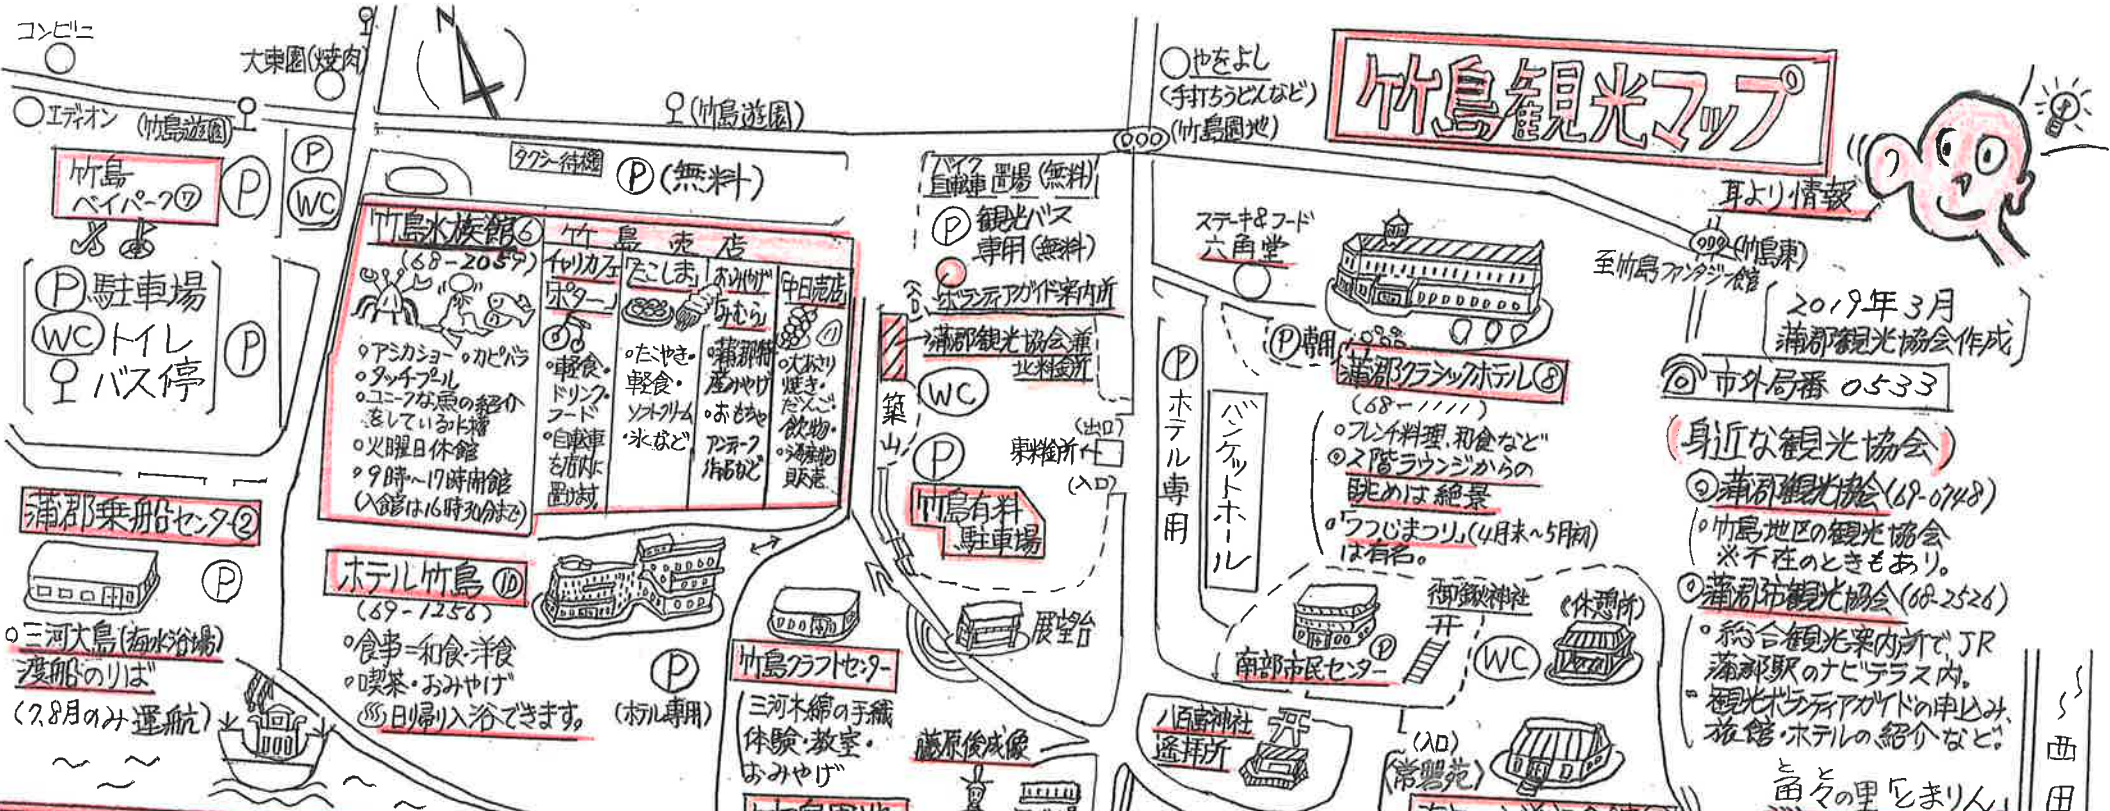 コンビニ
大東園(焼肉)
エディオン
(竹島遊園)
(竹島遊園)
やをよし
(手打ちうどんなど)
(竹島園地)
竹島観光マップ
耳より情報
竹島
ベイパーク⑦
P
P
WC
タクシー待機
P (無料)
バイク
自転車 置場 (無料)
P 観光バス
専用 (無料)
ボランティアガイド案内所
ステーキ&フード
六角堂
(竹島東)
至竹島ファンタジー館
2019年3月
蒲郡観光協会作成
市外局番 0533
P 駐車場
WC トイレ
バス停
P
竹島水族館⑥
(68-2059)
○アシカショー ○カピバラ
○タッチプール
○ユニークな魚の紹介
をしている水槽
○火曜日休館
○9時〜17時開館
(入館は16時30分まで)
竹島売店
チャリカフェ
「ポター」
○軽食・
ドリンク・
フード
○自転車
を店内に
置けます。
「たこしま」
○たこやき・
軽食・
ソフトクリーム
・氷など
おみやげ
「みむら」
○蒲郡特
産みやげ
○おもちゃ
アンティーク
作品など
中日売店
○大あさり
焼き・
だんご・
飲物・
○海産物
販売
入口
蒲郡観光協会兼
北料金所
築山
WC
P
(出口)
東料金所
(入口)
竹島有料
駐車場
P ホテル専用
バンケットホール
P 専用
蒲郡クラシックホテル⑧
(68-1111)
○フレンチ料理、和食など
◎2階ラウンジからの
眺めは絶景
○「つつじまつり」(4月末〜5月初)
は有名。
(身近な観光協会)
◎蒲郡観光協会(69-0748)
○竹島地区の観光協会
※不在のときもあり。
◎蒲郡市観光協会(68-2526)
○総合観光案内所で、JR
蒲郡駅のナビテラス内。
○観光ボランティアガイドの申込み、
旅館・ホテルの紹介など。
蒲郡乗船センター②
P
○三河大島(海水浴場)
渡船のりば
(7,8月のみ運航)
ホテル竹島⑩
(69-1256)
○食事=和食・洋食
○喫茶・おみやげ
♨日帰り入浴できます。
P
(ホテル専用)
竹島クラフトセンター
三河木綿の手織
体験・教室・
おみやげ
展望台
藤原俊成像
竹島園地
南部市民センター
P
御鍬神社
WC
(休憩所)
八百富神社
遙拝所
(入口)
(常磐苑)
とと
の里「とまりん」
西
田